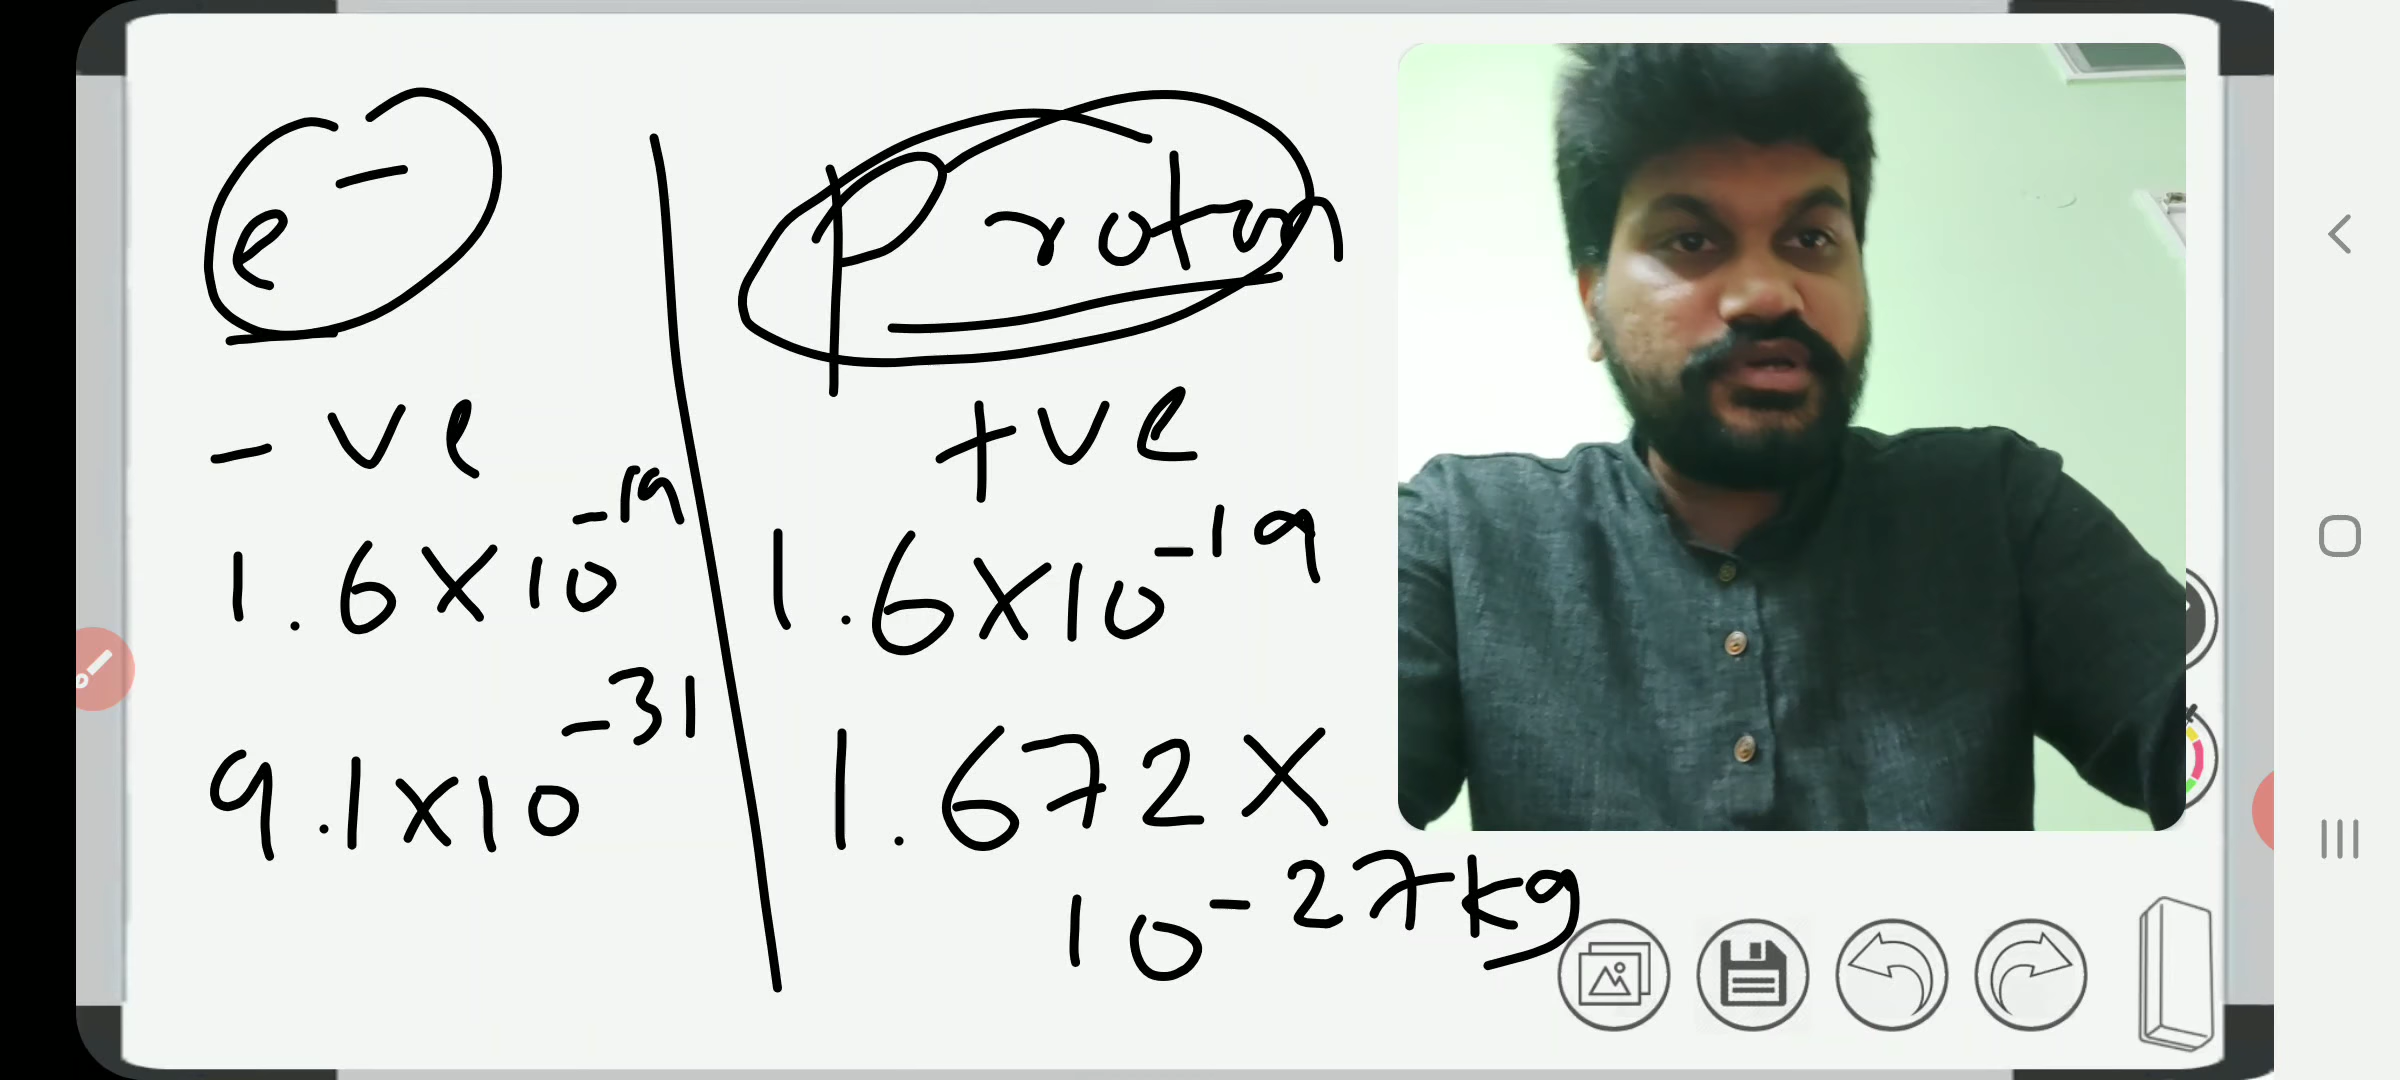 e⁻
-ve
1.6×10⁻¹⁹
9.1×10⁻³¹
Proton
+ve
1.6×10⁻¹⁹
1.672×
10⁻²⁷kg